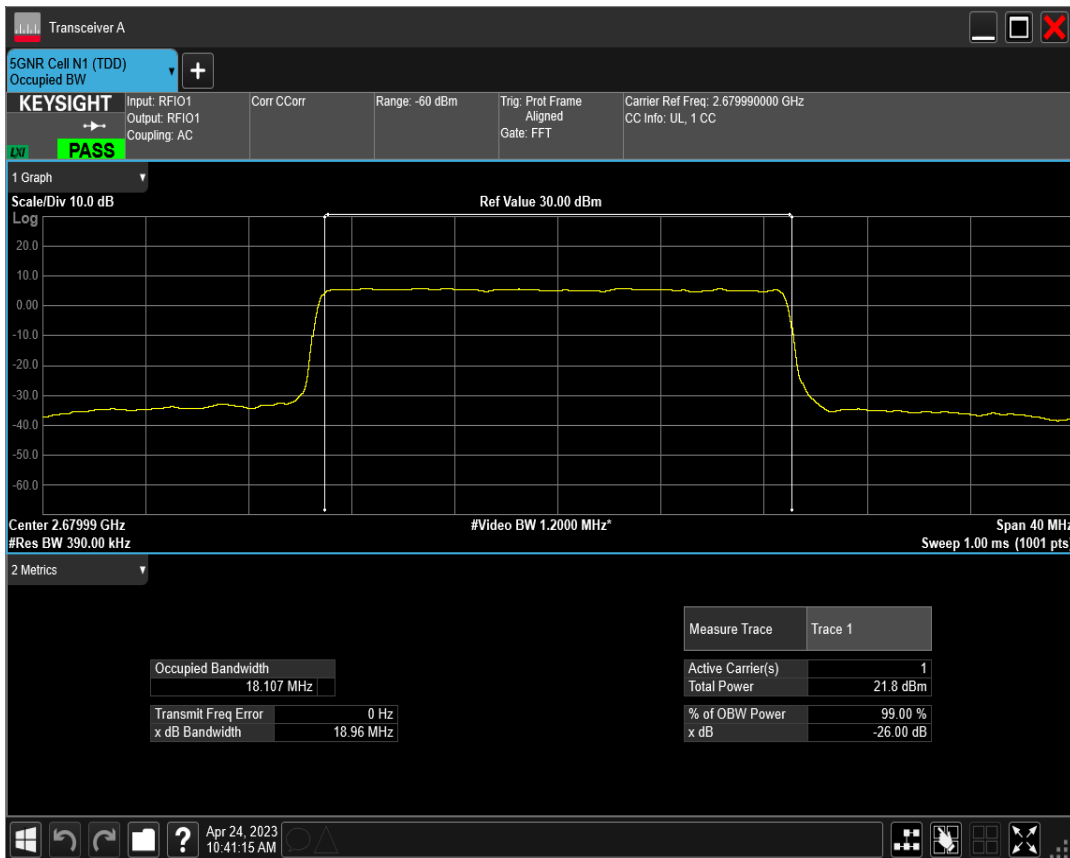 Transceiver A
5GNR Cell N1 (TDD)
Occupied BW
+
KEYSIGHT
LXI
PASS
Input: RFIO1
Output: RFIO1
Coupling: AC
Corr CCorr
Range: -60 dBm
Trig: Prot Frame
Aligned
Gate: FFT
Carrier Ref Freq: 2.679990000 GHz
CC Info: UL, 1 CC
1 Graph
Scale/Div 10.0 dB
Ref Value 30.00 dBm
Log
20.0
10.0
0.00
-10.0
-20.0
-30.0
-40.0
-50.0
-60.0
Center 2.67999 GHz
#Video BW 1.2000 MHz*
Span 40 MHz
#Res BW 390.00 kHz
Sweep 1.00 ms (1001 pts)
2 Metrics
Measure Trace Trace 1
Occupied Bandwidth
18.107 MHz
Active Carrier(s) 1
Total Power 21.8 dBm
Transmit Freq Error 0 Hz
x dB Bandwidth 18.96 MHz
% of OBW Power 99.00 %
x dB -26.00 dB
?
Apr 24, 2023
10:41:15 AM